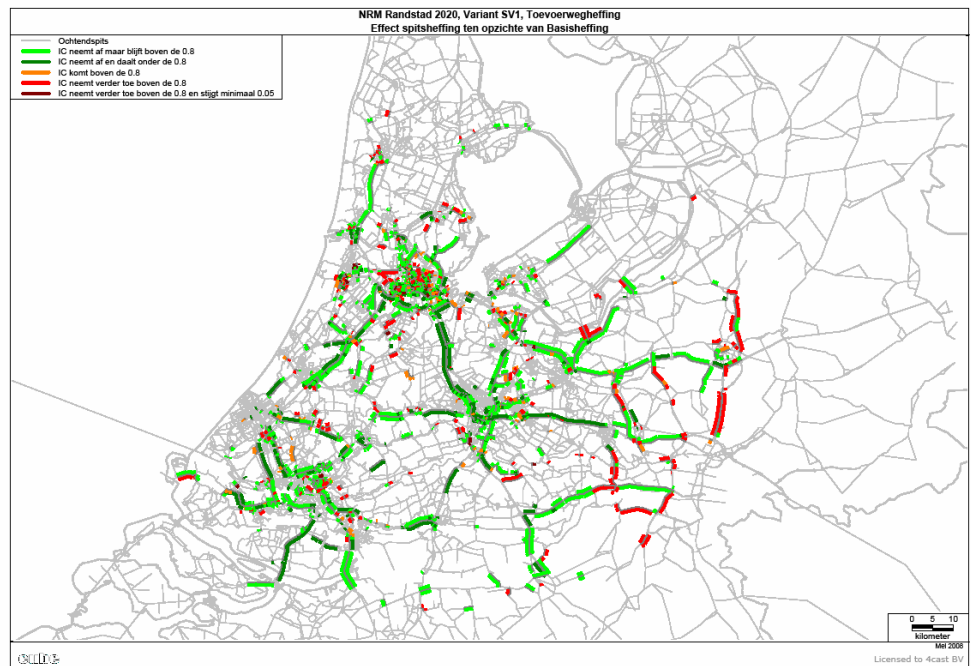 NRM Randstad 2020, Variant SV1, Toevoerwegheffing
Effect spitsheffing ten opzichte van Basisheffing
Ochtendspits
IC neemt af maar blijft boven de 0.8
IC neemt af en daalt onder de 0.8
IC komt boven de 0.8
IC neemt verder toe boven de 0.8
IC neemt verder toe boven de 0.8 en stijgt minimaal 0.05
0 5 10
kilometer
Mei 2008
cube
Licensed to 4cast BV